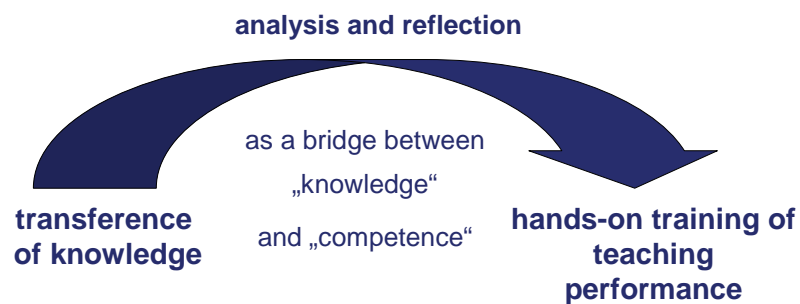 analysis and reflection
as a bridge between
„knowledge“
and „competence“
transference
of knowledge
hands-on training of
teaching
performance